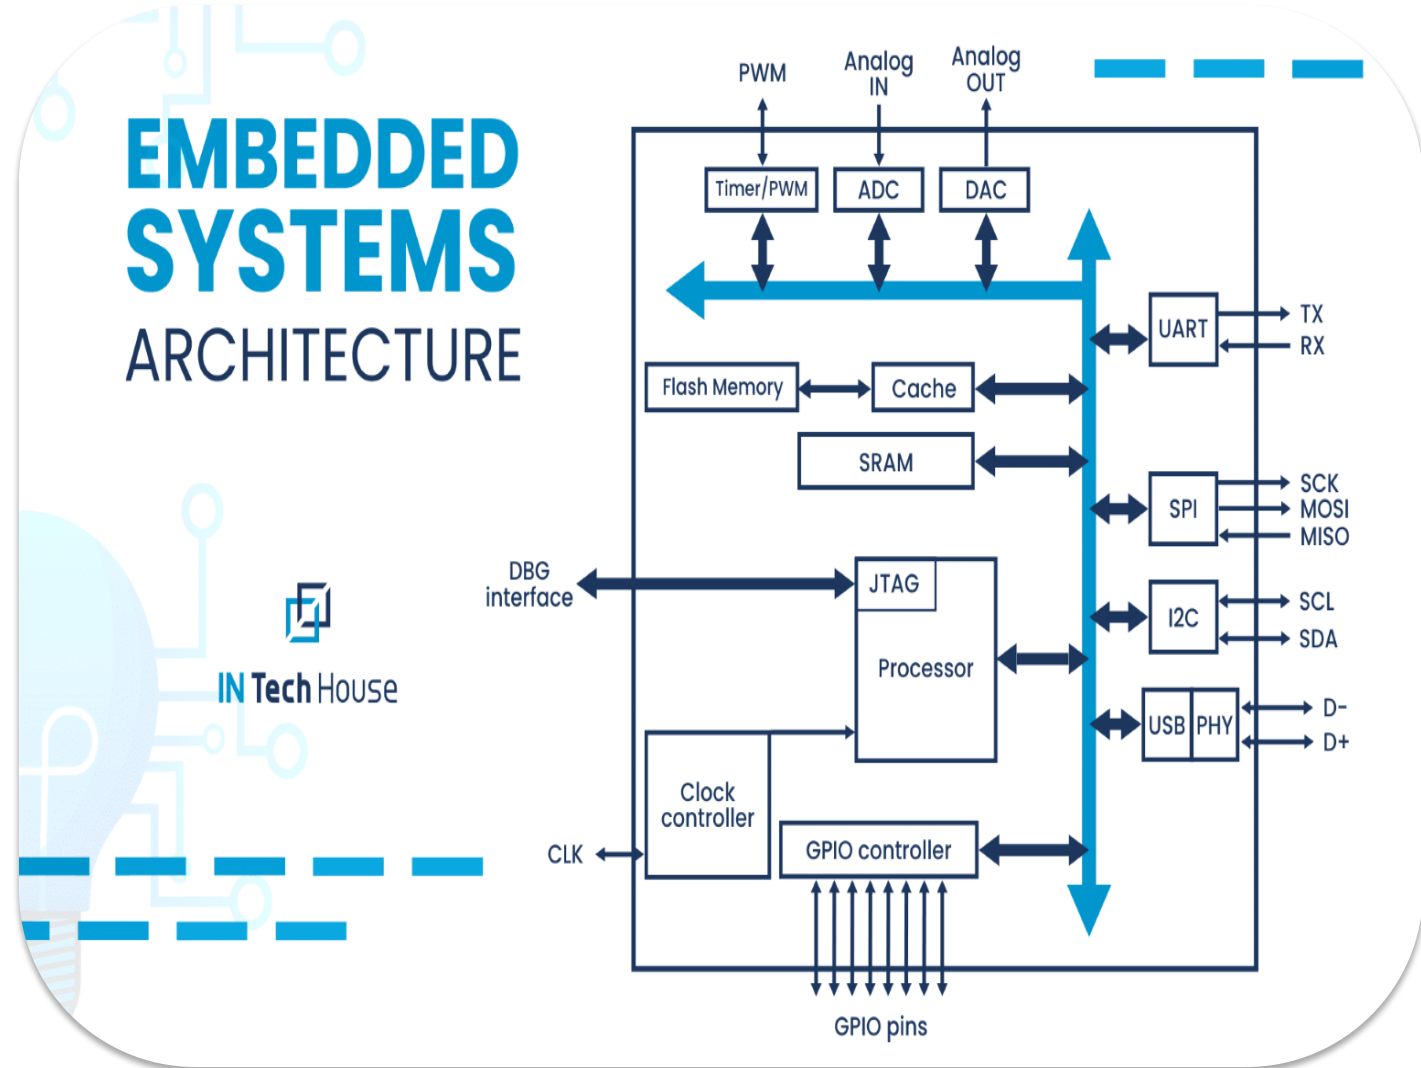 EMBEDDED
SYSTEMS
ARCHITECTURE
IN Tech House
PWM
Analog
IN
Analog
OUT
Timer/PWM
ADC
DAC
UART
TX
RX
Flash Memory
Cache
SRAM
SPI
SCK
MOSI
MISO
DBG
interface
JTAG
Processor
I2C
SCL
SDA
USB
PHY
D-
D+
Clock
controller
CLK
GPIO controller
GPIO pins